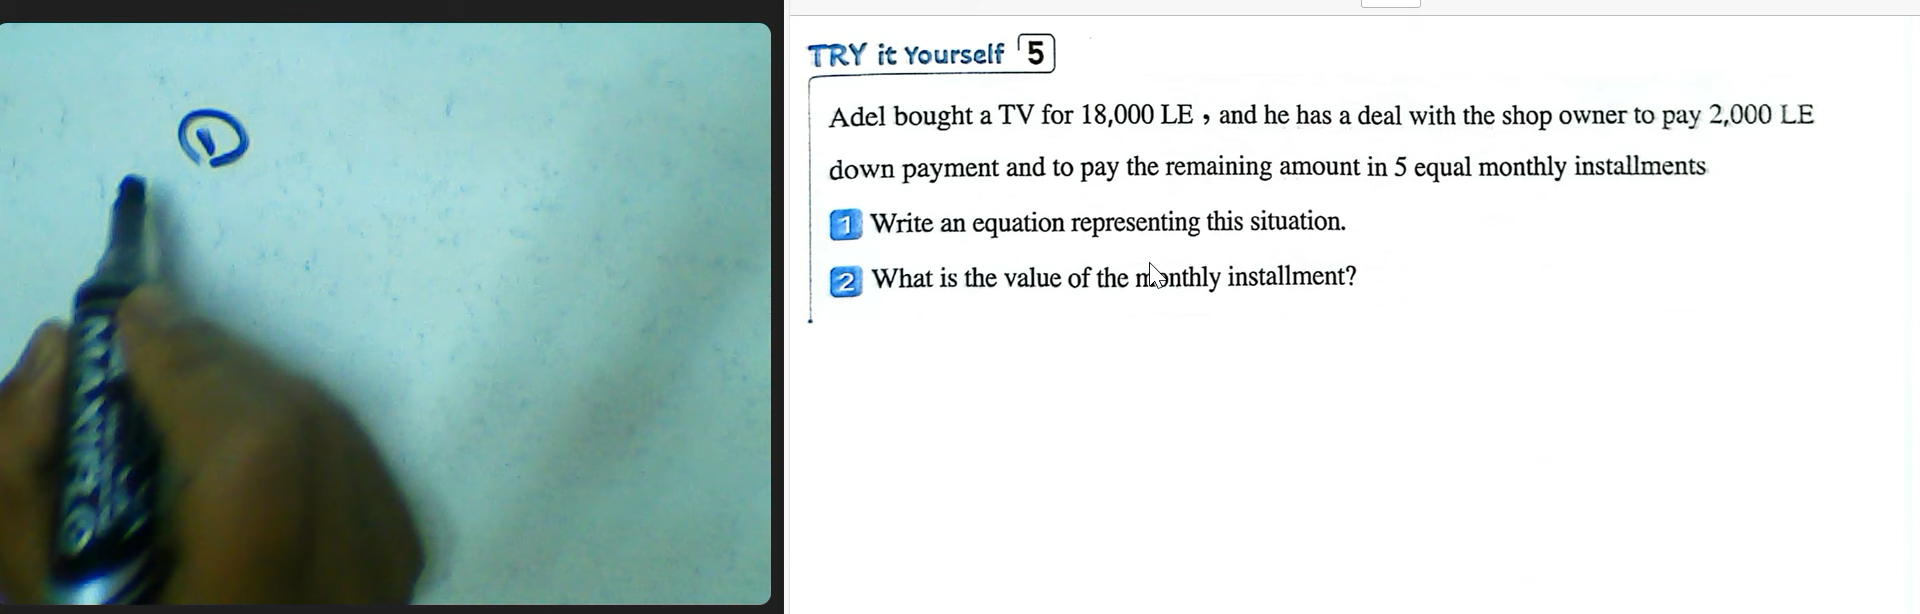 ①
TRY it Yourself 5
Adel bought a TV for 18,000 LE , and he has a deal with the shop owner to pay 2,000 LE
down payment and to pay the remaining amount in 5 equal monthly installments
1 Write an equation representing this situation.
2 What is the value of the monthly installment?